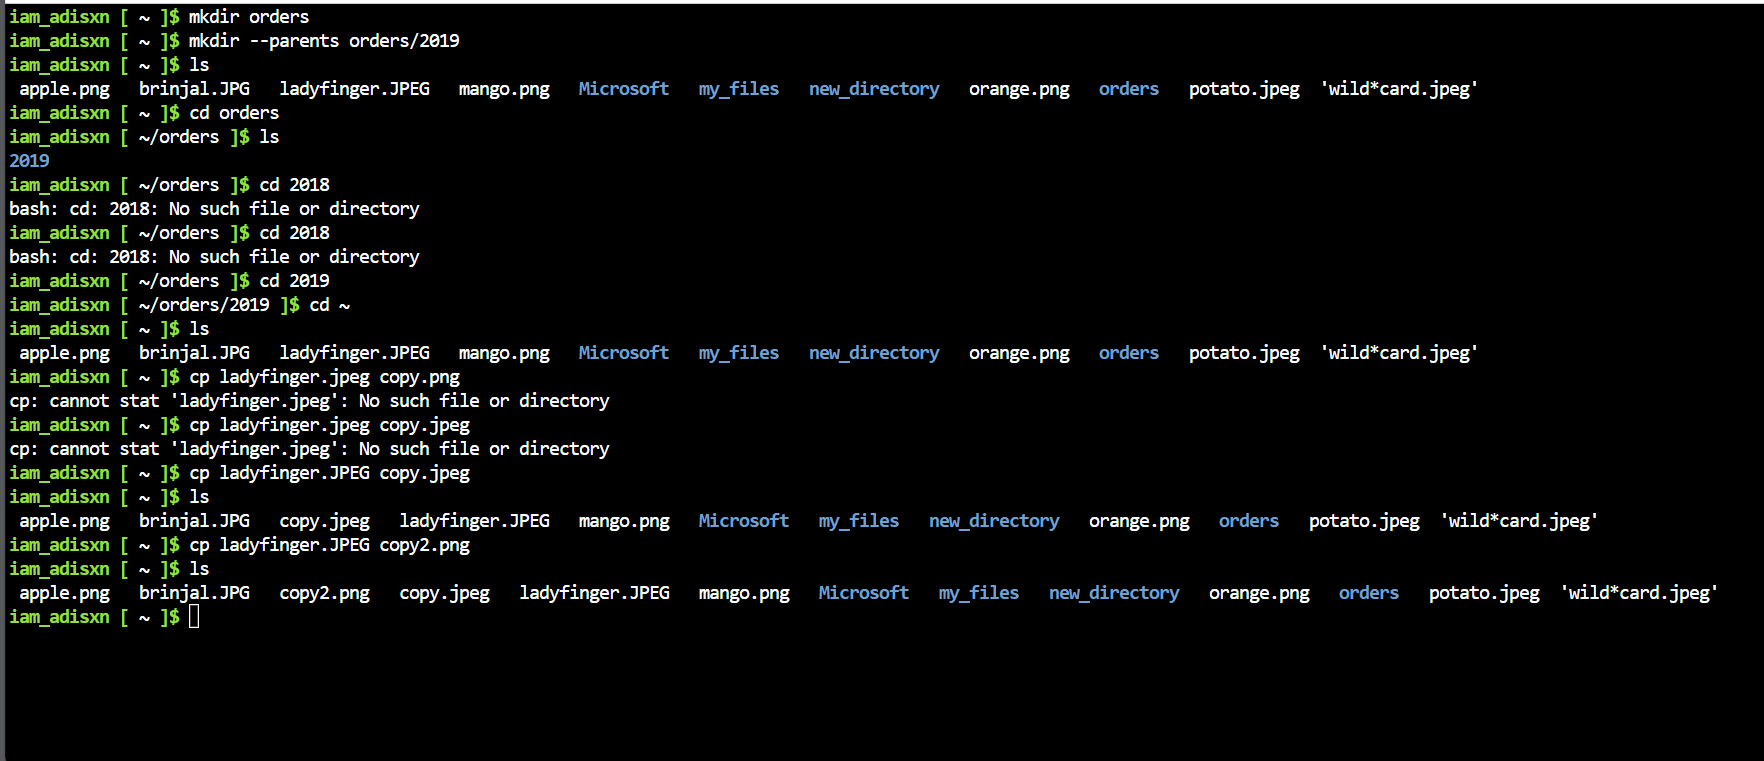 iam_adisxn [ ~ ]$ mkdir orders
iam_adisxn [ ~ ]$ mkdir --parents orders/2019
iam_adisxn [ ~ ]$ ls
 apple.png   brinjal.JPG   ladyfinger.JPEG   mango.png   Microsoft   my_files   new_directory   orange.png   orders   potato.jpeg  'wild*card.jpeg'
iam_adisxn [ ~ ]$ cd orders
iam_adisxn [ ~/orders ]$ ls
2019
iam_adisxn [ ~/orders ]$ cd 2018
bash: cd: 2018: No such file or directory
iam_adisxn [ ~/orders ]$ cd 2018
bash: cd: 2018: No such file or directory
iam_adisxn [ ~/orders ]$ cd 2019
iam_adisxn [ ~/orders/2019 ]$ cd ~
iam_adisxn [ ~ ]$ ls
 apple.png   brinjal.JPG   ladyfinger.JPEG   mango.png   Microsoft   my_files   new_directory   orange.png   orders   potato.jpeg  'wild*card.jpeg'
iam_adisxn [ ~ ]$ cp ladyfinger.jpeg copy.png
cp: cannot stat 'ladyfinger.jpeg': No such file or directory
iam_adisxn [ ~ ]$ cp ladyfinger.jpeg copy.jpeg
cp: cannot stat 'ladyfinger.jpeg': No such file or directory
iam_adisxn [ ~ ]$ cp ladyfinger.JPEG copy.jpeg
iam_adisxn [ ~ ]$ ls
 apple.png   brinjal.JPG   copy.jpeg   ladyfinger.JPEG   mango.png   Microsoft   my_files   new_directory   orange.png   orders   potato.jpeg  'wild*card.jpeg'
iam_adisxn [ ~ ]$ cp ladyfinger.JPEG copy2.png
iam_adisxn [ ~ ]$ ls
 apple.png   brinjal.JPG   copy2.png   copy.jpeg   ladyfinger.JPEG   mango.png   Microsoft   my_files   new_directory   orange.png   orders   potato.jpeg  'wild*card.jpeg'
iam_adisxn [ ~ ]$